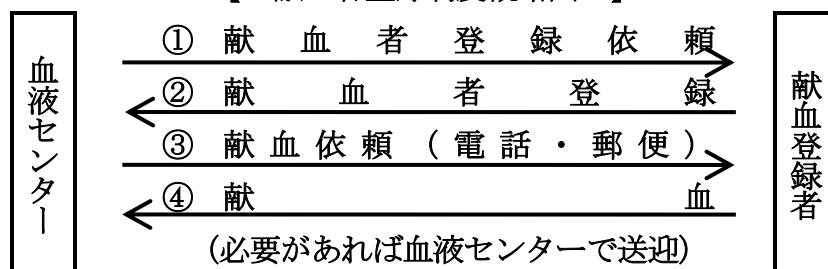 血液センター
① 献血者登録依頼
② 献血者登録
③ 献血依頼(電話・郵便)
④ 献血
(必要があれば血液センターで送迎)
献血登録者